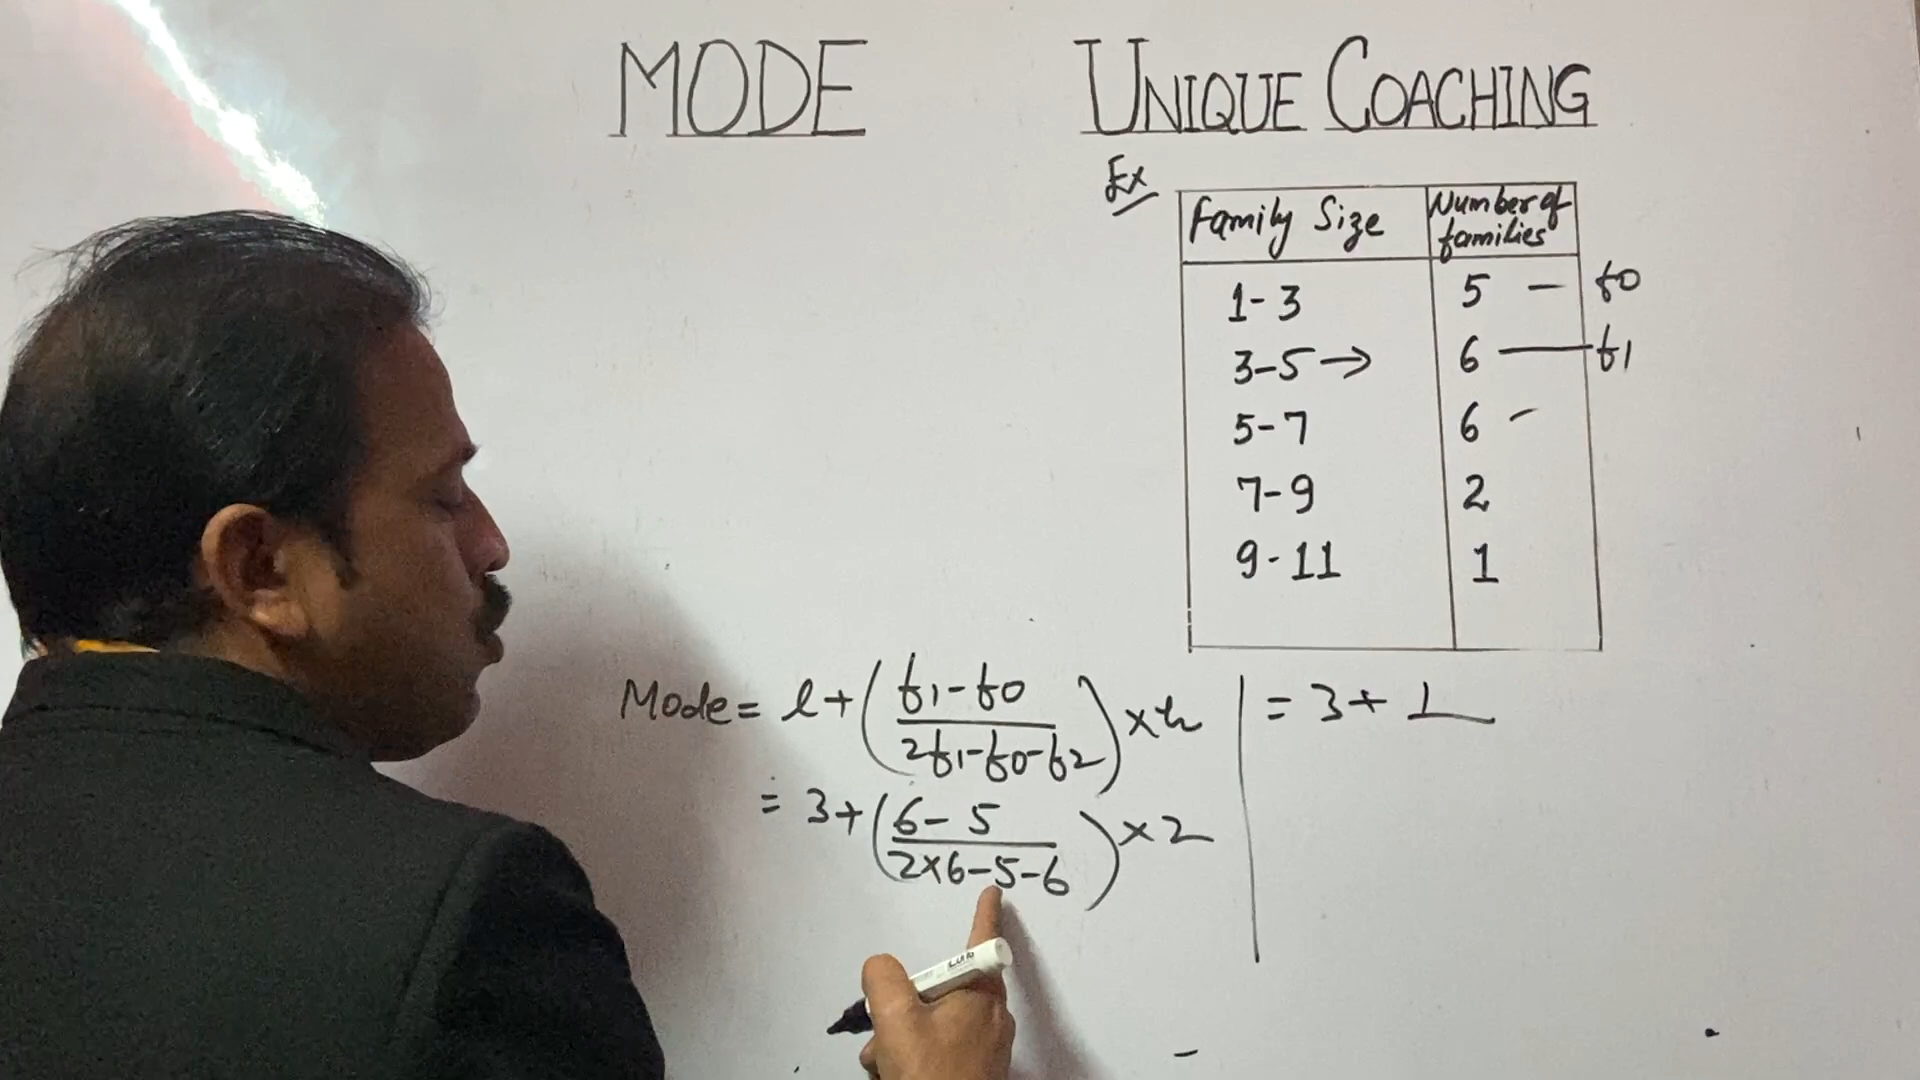 MODE UNIQUE COACHING
Ex
Family Size Number of families
1-3 5 — f0
3-5 → 6 — f1
5-7 6 -
7-9 2
9-11 1
Mode = l + (f1-f0 / 2f1-f0-f2) × h
= 3 + (6-5 / 2×6-5-6) × 2
= 3 + 1